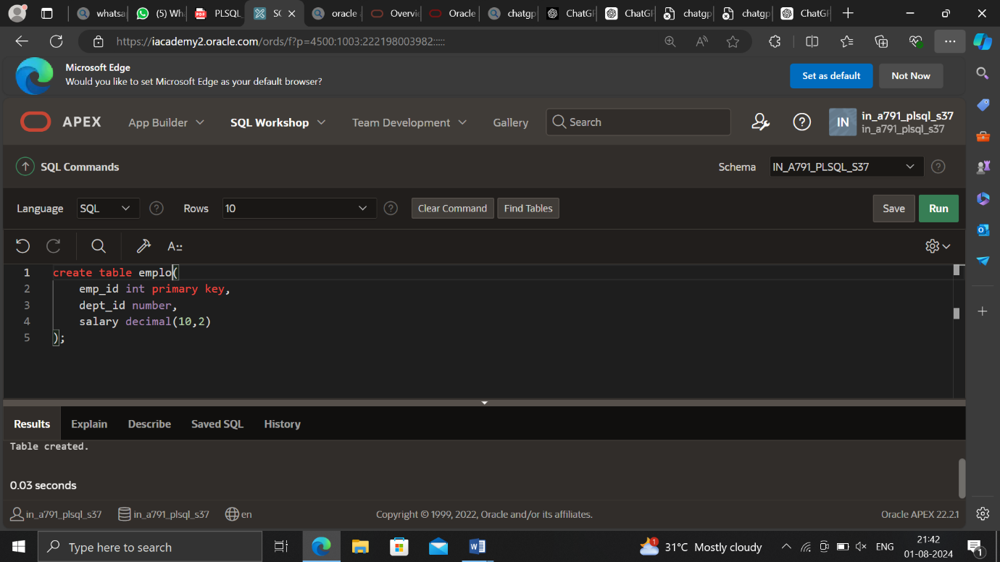 whatsa
(5) Wh
PLSQL
SC
oracle
Overvi
Oracle
chatgp
ChatGF
ChatGF
chatgp
chatgp
ChatGF
https://iacademy2.oracle.com/ords/f?p=4500:1003:222198003982:::::
Microsoft Edge
Would you like to set Microsoft Edge as your default browser?
Set as default
Not Now
APEX
App Builder
SQL Workshop
Team Development
Gallery
Search
IN
in_a791_plsql_s37
in_a791_plsql_s37
SQL Commands
Schema
IN_A791_PLSQL_S37
Language
SQL
Rows
10
Clear Command
Find Tables
Save
Run
A::
1 create table emplo(
2 emp_id int primary key,
3 dept_id number,
4 salary decimal(10,2)
5 );
Results
Explain
Describe
Saved SQL
History
Table created.
0.03 seconds
in_a791_plsql_s37
in_a791_plsql_s37
en
Copyright © 1999, 2022, Oracle and/or its affiliates.
Oracle APEX 22.2.1
Type here to search
1
31°C Mostly cloudy
ENG
21:42
01-08-2024
1